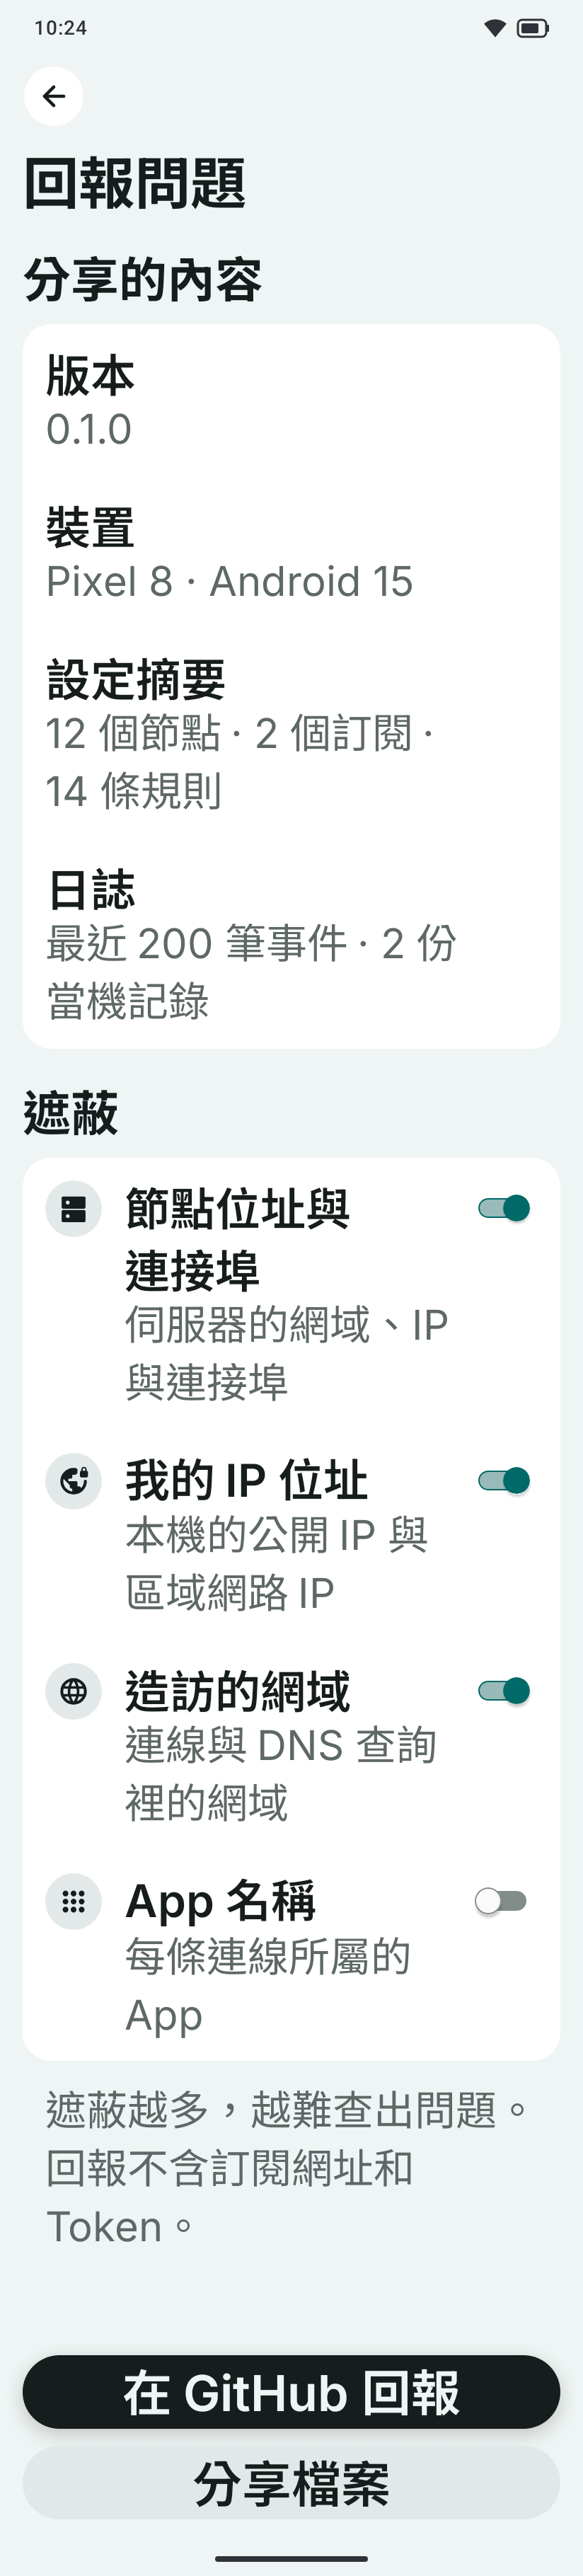 10:24
回報問題
分享的內容
版本
0.1.0
裝置
Pixel 8 · Android 15
設定摘要
12 個節點 · 2 個訂閱 ·
14 條規則
日誌
最近 200 筆事件 · 2 份
當機記錄
遮蔽
節點位址與
連接埠
伺服器的網域、IP
與連接埠
我的 IP 位址
本機的公開 IP 與
區域網路 IP
造訪的網域
連線與 DNS 查詢
裡的網域
App 名稱
每條連線所屬的
App
遮蔽越多，越難查出問題。
回報不含訂閱網址和
Token。
在 GitHub 回報
分享檔案